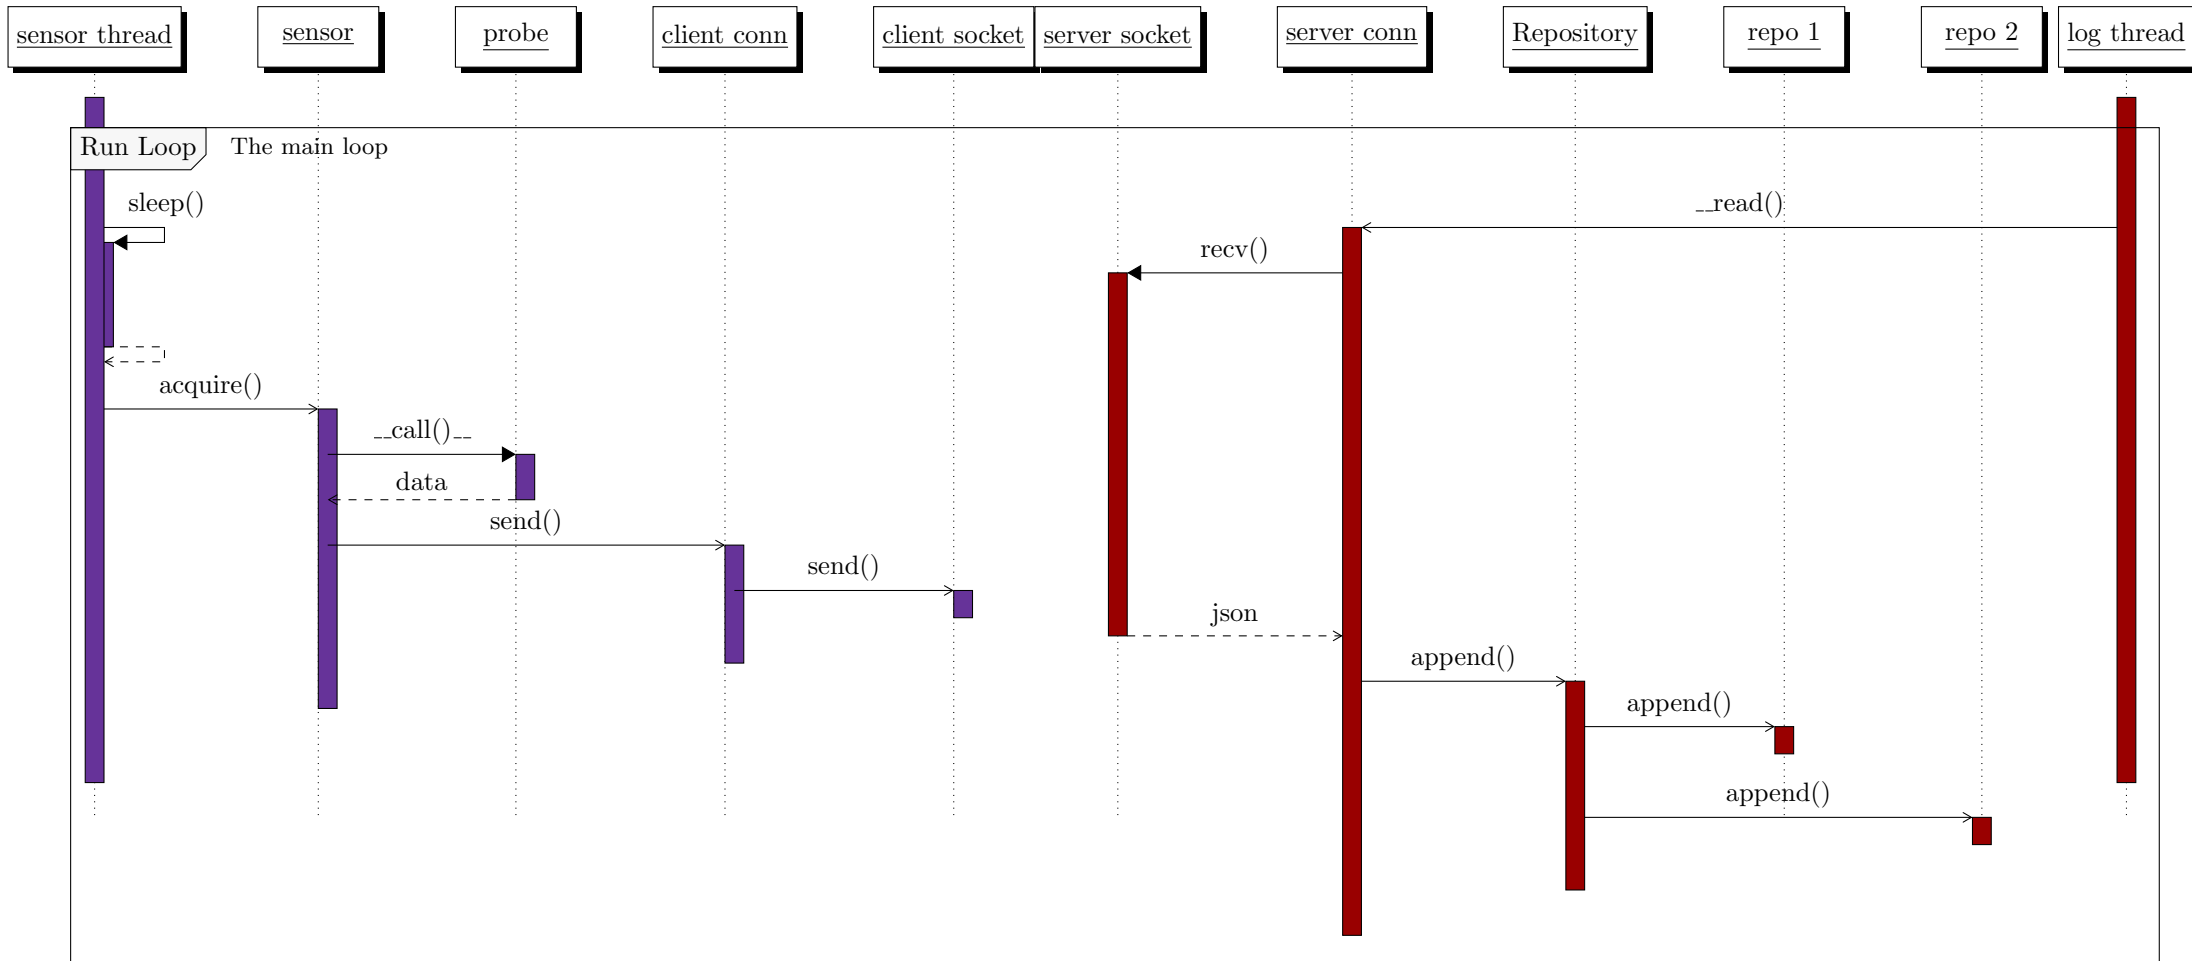 sensor thread
sensor
probe
client conn
client socket
server socket
server conn
Repository
repo 1
repo 2
log thread
Run Loop
The main loop
sleep()
__read()
recv()
acquire()
__call()__
data
send()
send()
json
append()
append()
append()